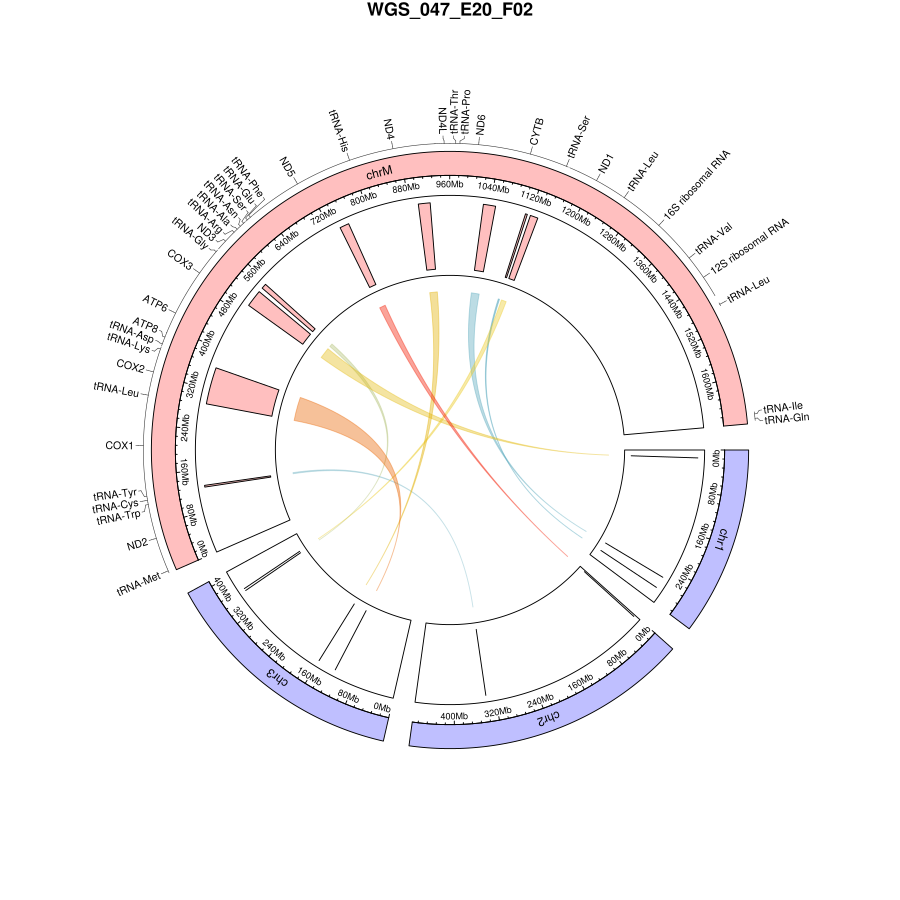 WGS_047_E20_F02
tRNA-Met
ND2
tRNA-Trp
tRNA-Cys
tRNA-Tyr
COX1
tRNA-Leu
COX2
tRNA-Lys
tRNA-Asp
ATP8
ATP6
COX3
tRNA-Gly
ND3
tRNA-Arg
tRNA-Ala
tRNA-Asn
tRNA-Ser
tRNA-Glu
tRNA-Phe
ND5
tRNA-His
ND4
ND4L
tRNA-Thr
tRNA-Pro
ND6
CYTB
tRNA-Ser
ND1
tRNA-Leu
16S ribosomal RNA
tRNA-Val
12S ribosomal RNA
tRNA-Leu
tRNA-Ile
tRNA-Gln
chrM
0Mb
80Mb
160Mb
240Mb
320Mb
400Mb
480Mb
560Mb
640Mb
720Mb
800Mb
880Mb
960Mb
1040Mb
1120Mb
1200Mb
1280Mb
1360Mb
1440Mb
1520Mb
1600Mb
chr1
0Mb
80Mb
160Mb
240Mb
chr2
0Mb
80Mb
160Mb
240Mb
320Mb
400Mb
chr3
0Mb
80Mb
160Mb
240Mb
320Mb
400Mb